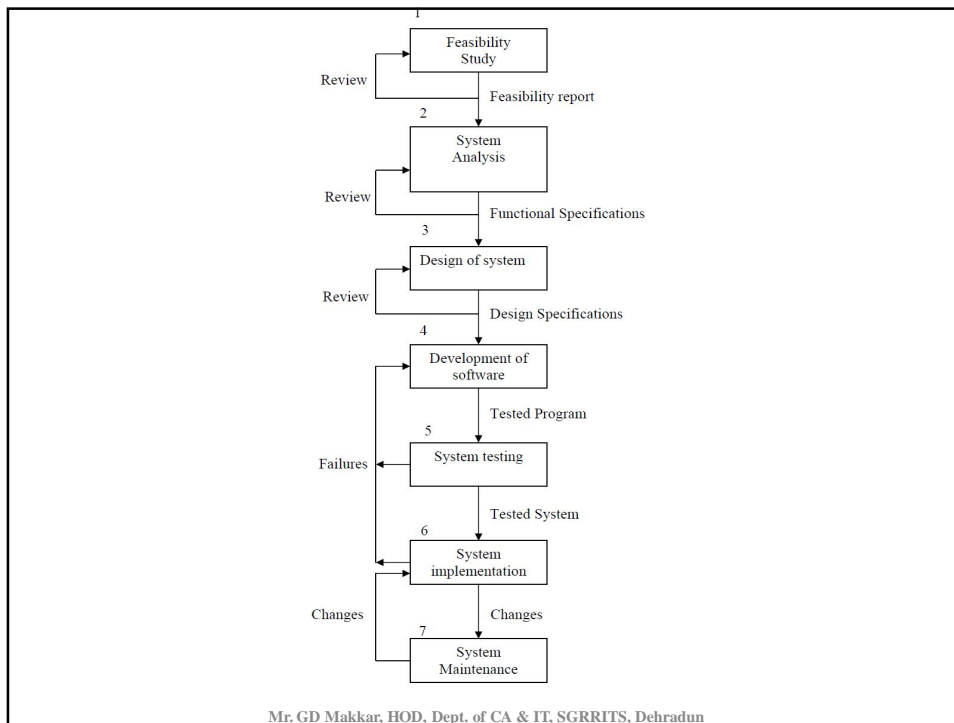 1
Feasibility
Study
Review
Feasibility report
2
System
Analysis
Review
Functional Specifications
3
Design of system
Review
Design Specifications
4
Development of
software
Tested Program
5
System testing
Failures
Tested System
6
System
implementation
Changes
Changes
7
System
Maintenance
Mr. GD Makkar, HOD, Dept. of CA & IT, SGRRITS, Dehradun